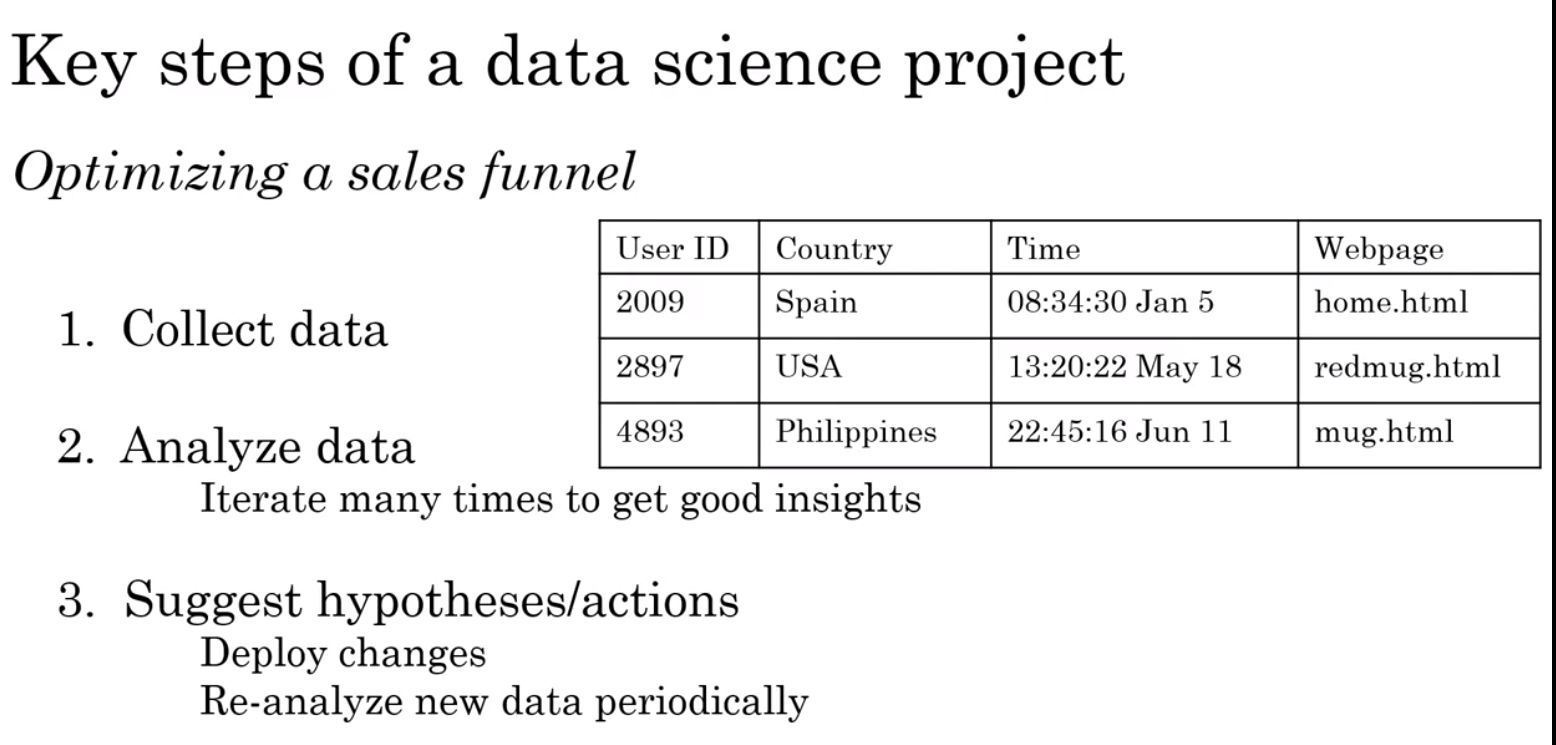 Key steps of a data science project
Optimizing a sales funnel
User ID Country Time Webpage
2009 Spain 08:34:30 Jan 5 home.html
2897 USA 13:20:22 May 18 redmug.html
4893 Philippines 22:45:16 Jun 11 mug.html
1. Collect data
2. Analyze data
Iterate many times to get good insights
3. Suggest hypotheses/actions
Deploy changes
Re-analyze new data periodically